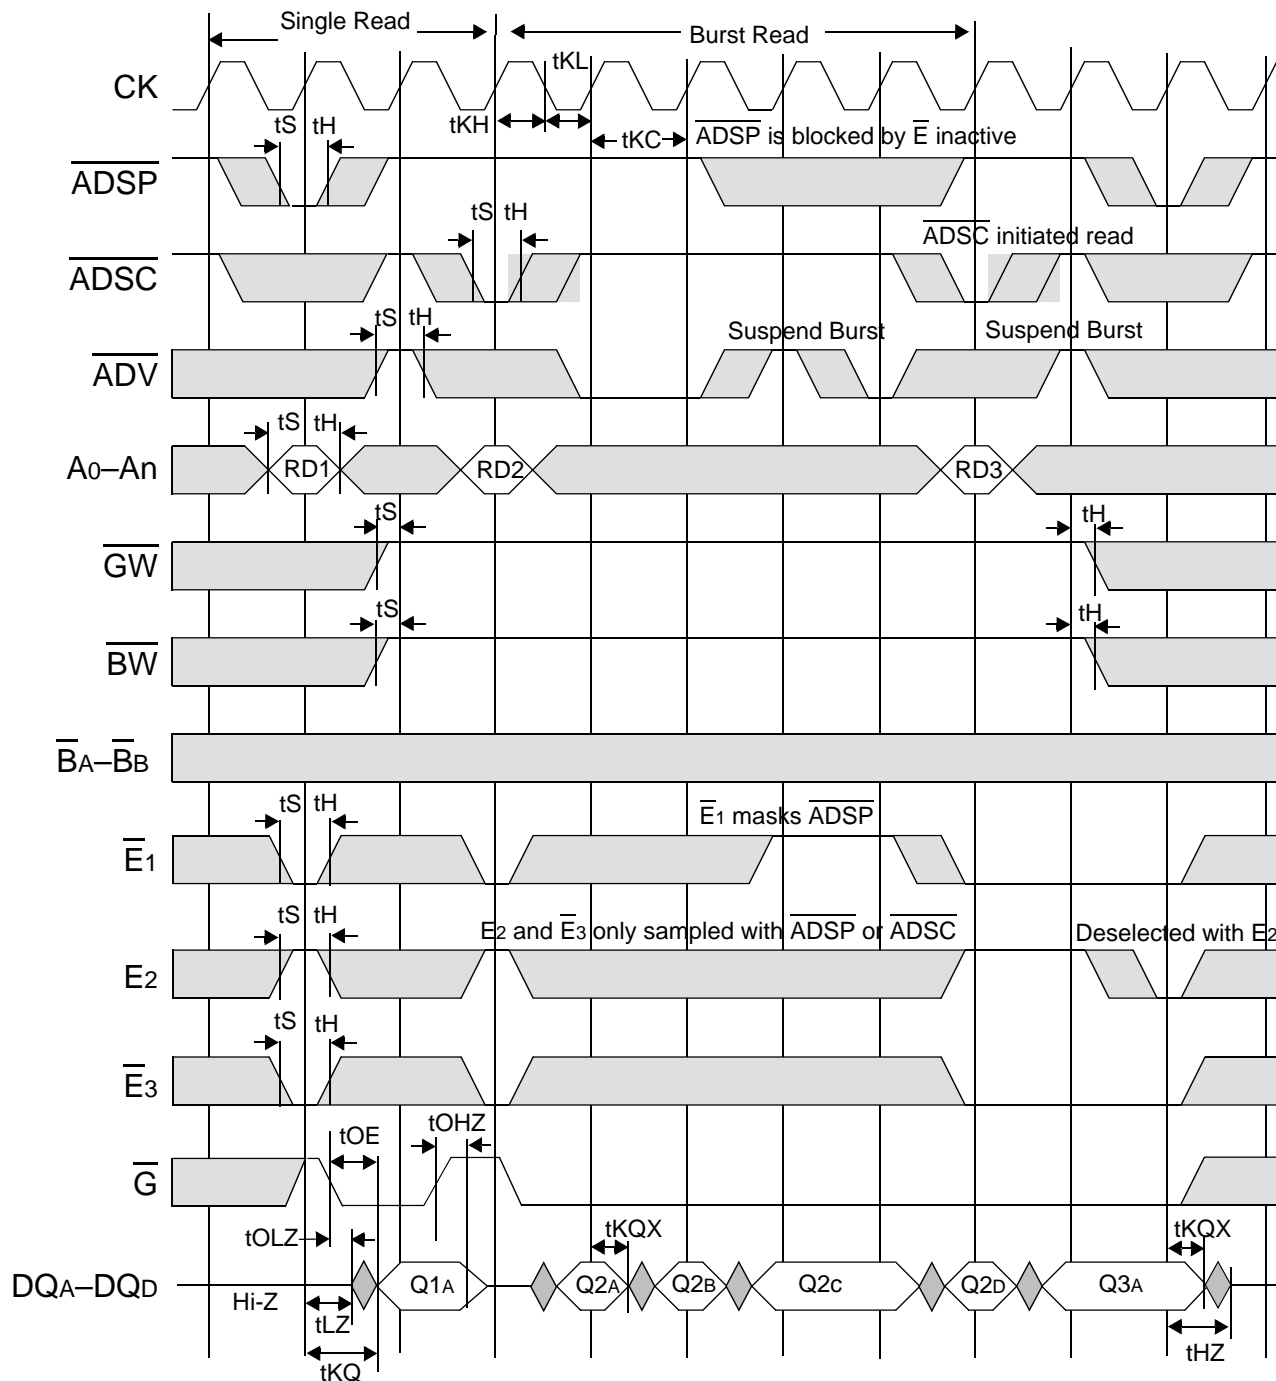 Single Read
Burst Read
CK
tKL
tS tH
tKH
tKC
ADSP is blocked by E inactive
ADSP
tS tH
ADSC initiated read
ADSC
tS tH
Suspend Burst
Suspend Burst
ADV
tS tH
A0–An
RD1
RD2
RD3
tS
tH
GW
tS
tH
BW
BA–BB
tS tH
E1 masks ADSP
E1
tS tH
E2 and E3 only sampled with ADSP or ADSC
Deselected with E2
E2
tS tH
E3
tOE
tOHZ
G
tOLZ
tKQX
tKQX
DQA–DQD
Q1A
Q2A
Q2B
Q2c
Q2D
Q3A
Hi-Z
tLZ
tHZ
tKQ